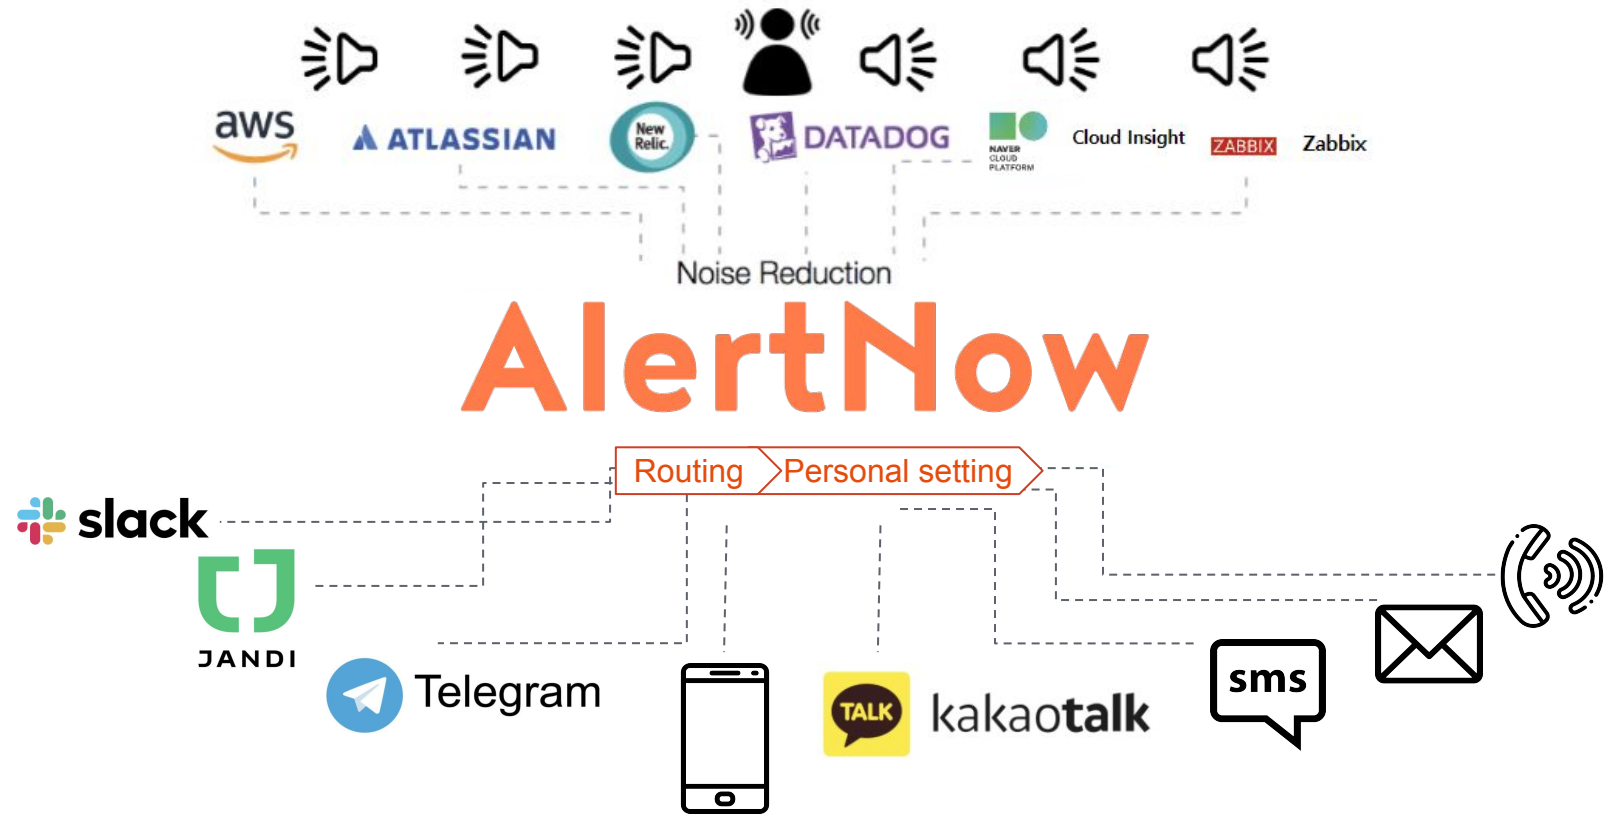 aws
ATLASSIAN
New
Relic.
DATADOG
NAVER
CLOUD
PLATFORM
Cloud Insight
ZABBIX
Zabbix
Noise Reduction
AlertNow
Routing
Personal setting
slack
JANDI
Telegram
TALK
kakaotalk
sms